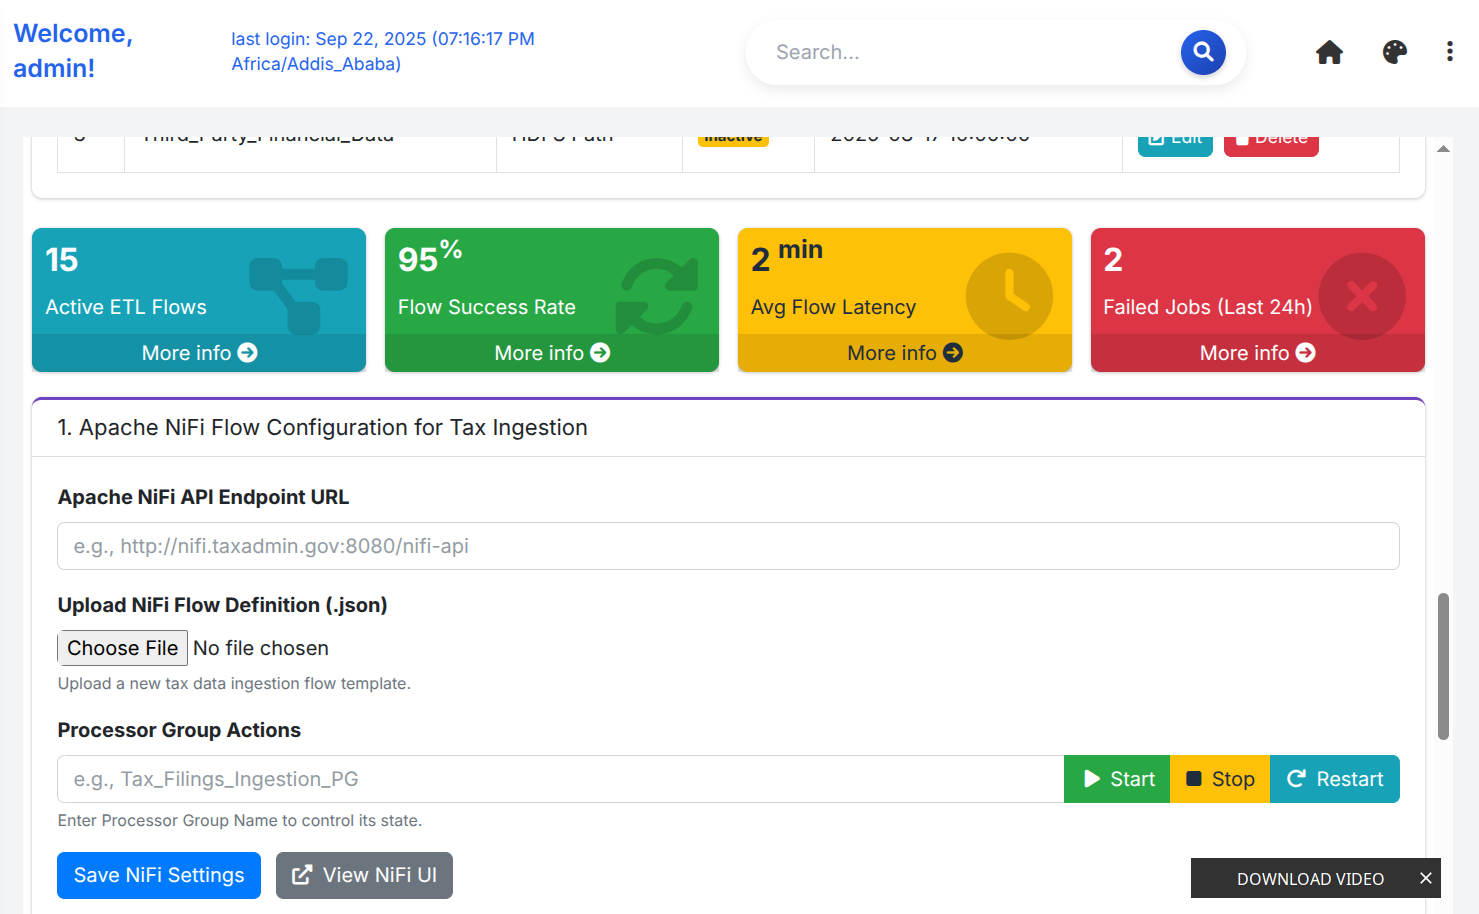 Welcome,
admin!
last login: Sep 22, 2025 (07:16:17 PM
Africa/Addis_Ababa)
Search...
Third_Party_Financial_Data
HDFS Path
Inactive
Edit
Delete
15
Active ETL Flows
More info
95%
Flow Success Rate
More info
2 min
Avg Flow Latency
More info
2
Failed Jobs (Last 24h)
More info
1. Apache NiFi Flow Configuration for Tax Ingestion
Apache NiFi API Endpoint URL
e.g., http://nifi.taxadmin.gov:8080/nifi-api
Upload NiFi Flow Definition (.json)
Choose File No file chosen
Upload a new tax data ingestion flow template.
Processor Group Actions
e.g., Tax_Filings_Ingestion_PG
Start
Stop
Restart
Enter Processor Group Name to control its state.
Save NiFi Settings
View NiFi UI
DOWNLOAD VIDEO